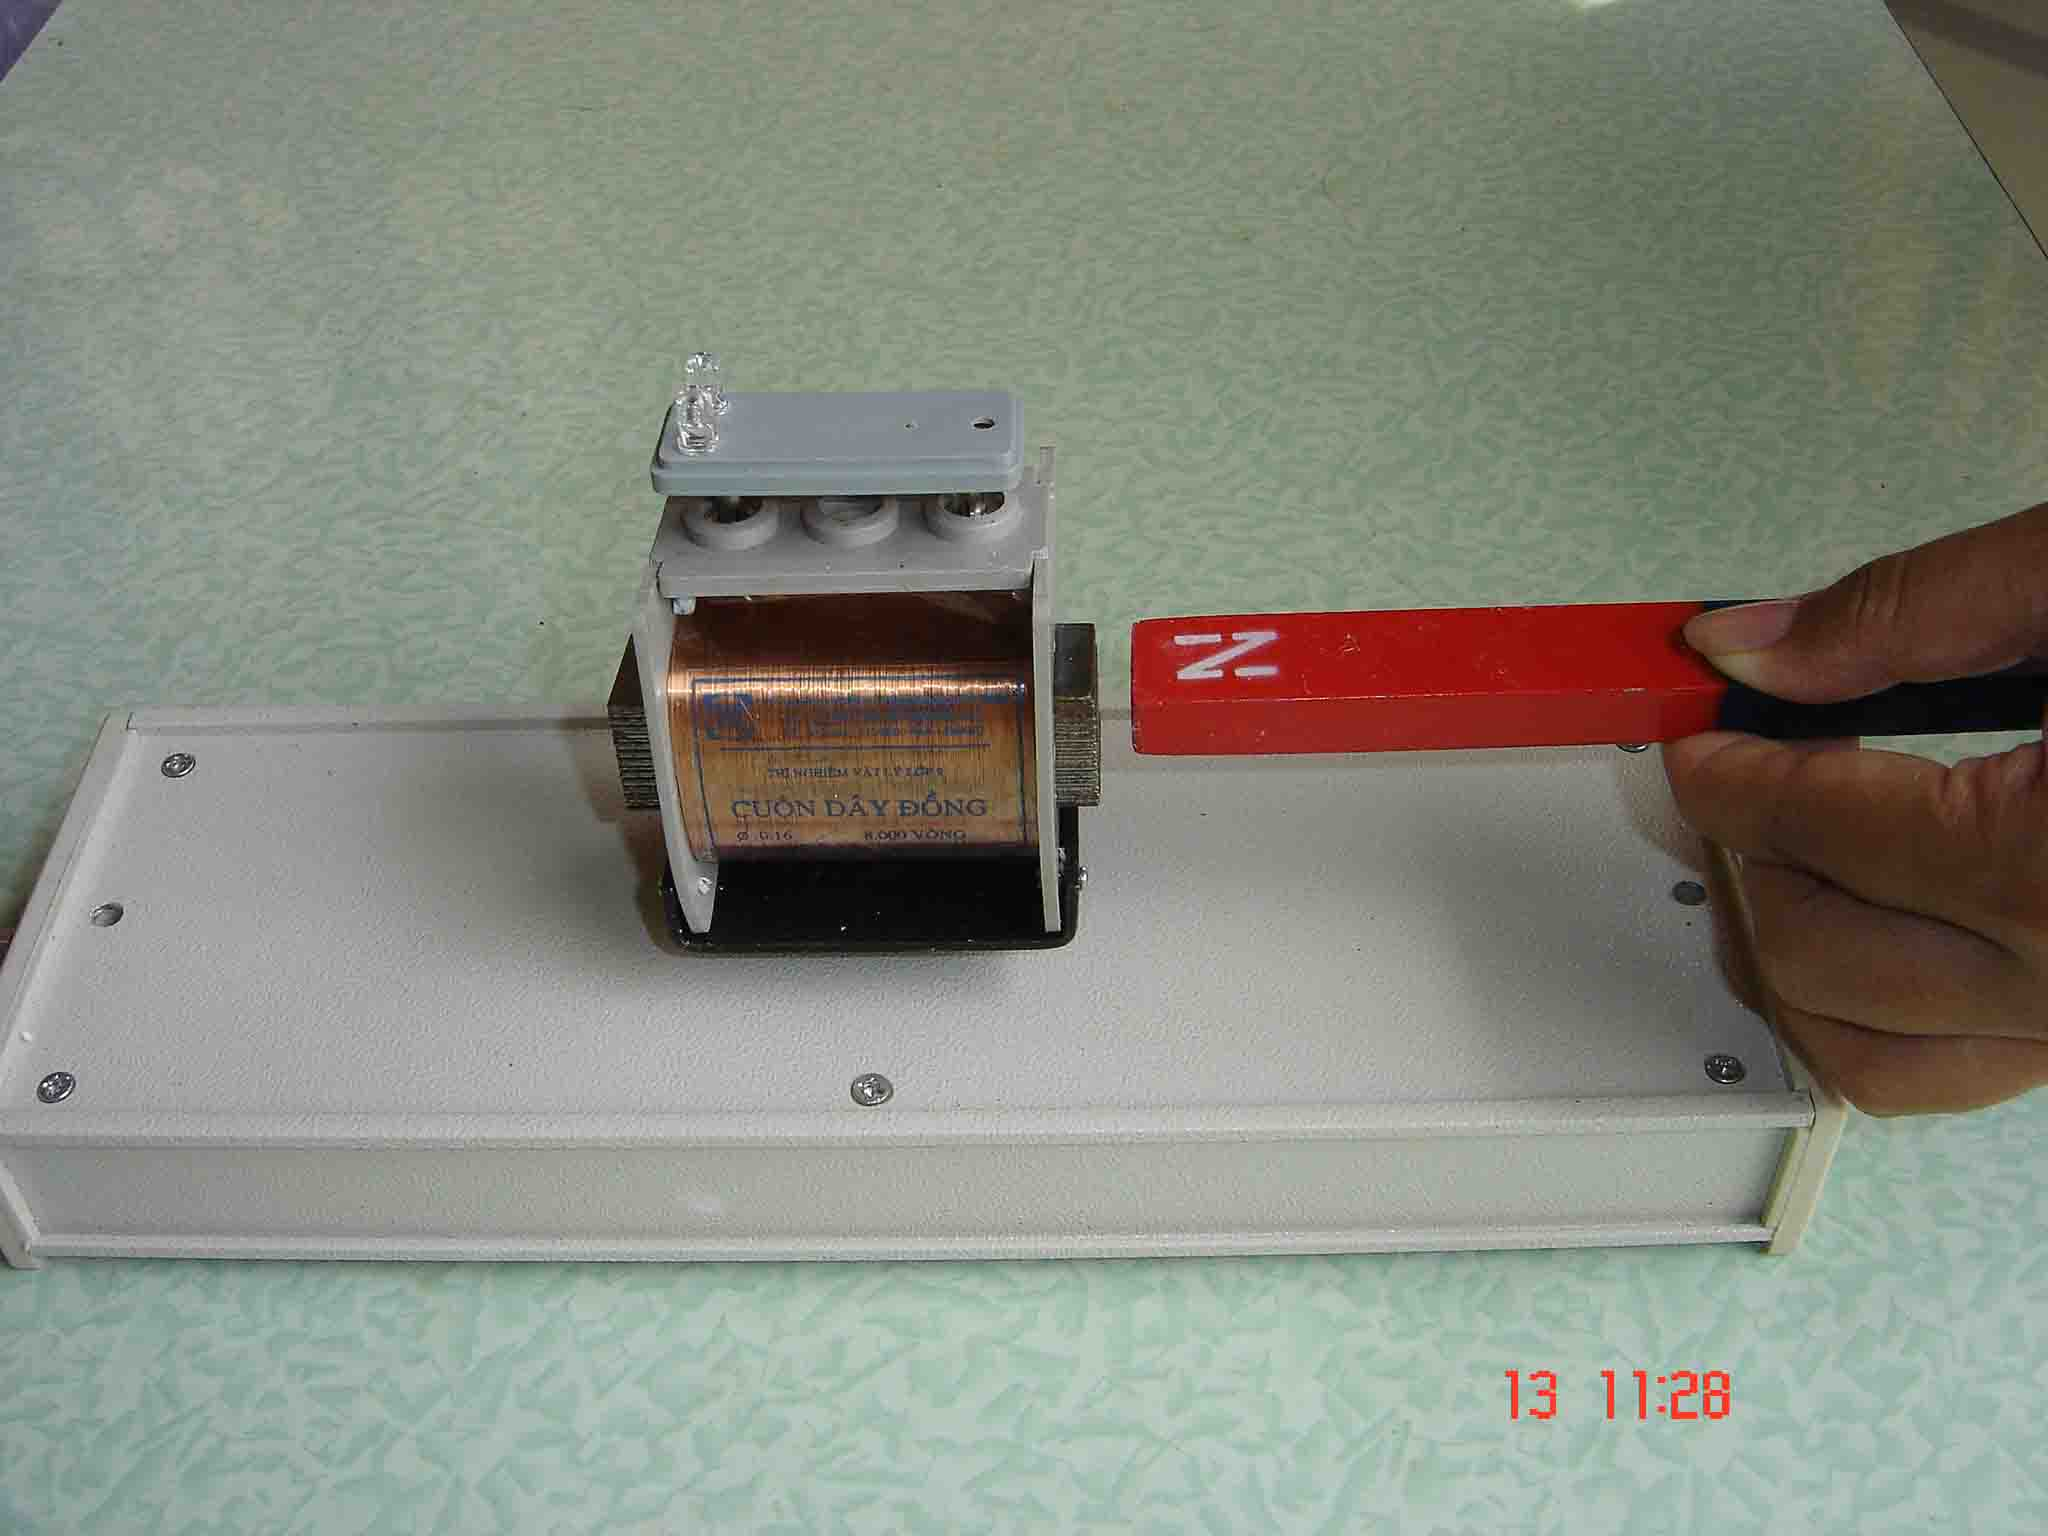 N
THÍ NGHIỆM VẬT LÝ LỚP 9
CUỘN DÂY ĐỒNG
Ø 0.16 8.000 VÒNG
13 11:28